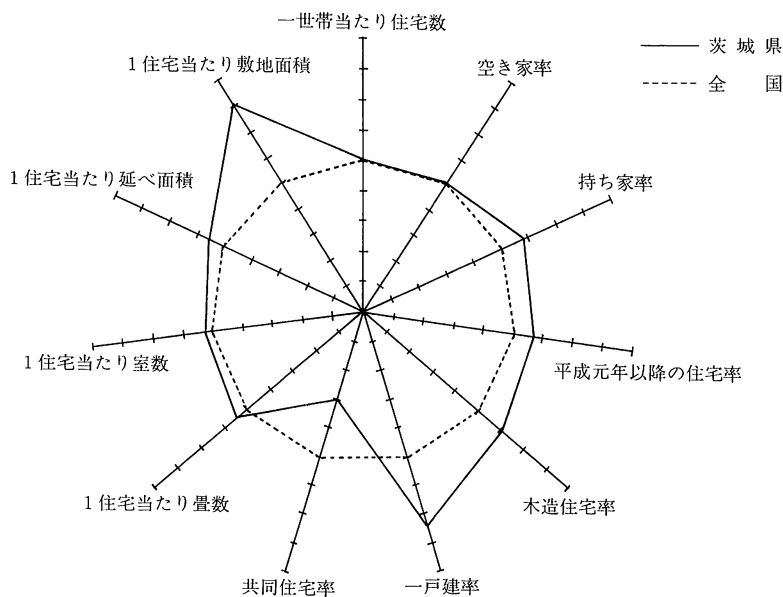 一世帯当たり住宅数
1住宅当たり敷地面積
空き家率
茨城県
全国
1住宅当たり延べ面積
持ち家率
1住宅当たり室数
平成元年以降の住宅率
1住宅当たり畳数
木造住宅率
共同住宅率
一戸建率